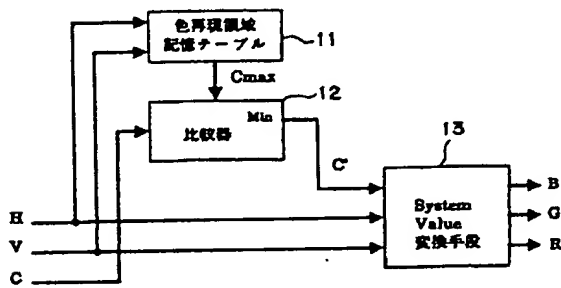 色再現領域
記憶テーブル
11
Cmax
12
Min
比較器
13
C'
System
Value
変換手段
B
G
R
H
V
C